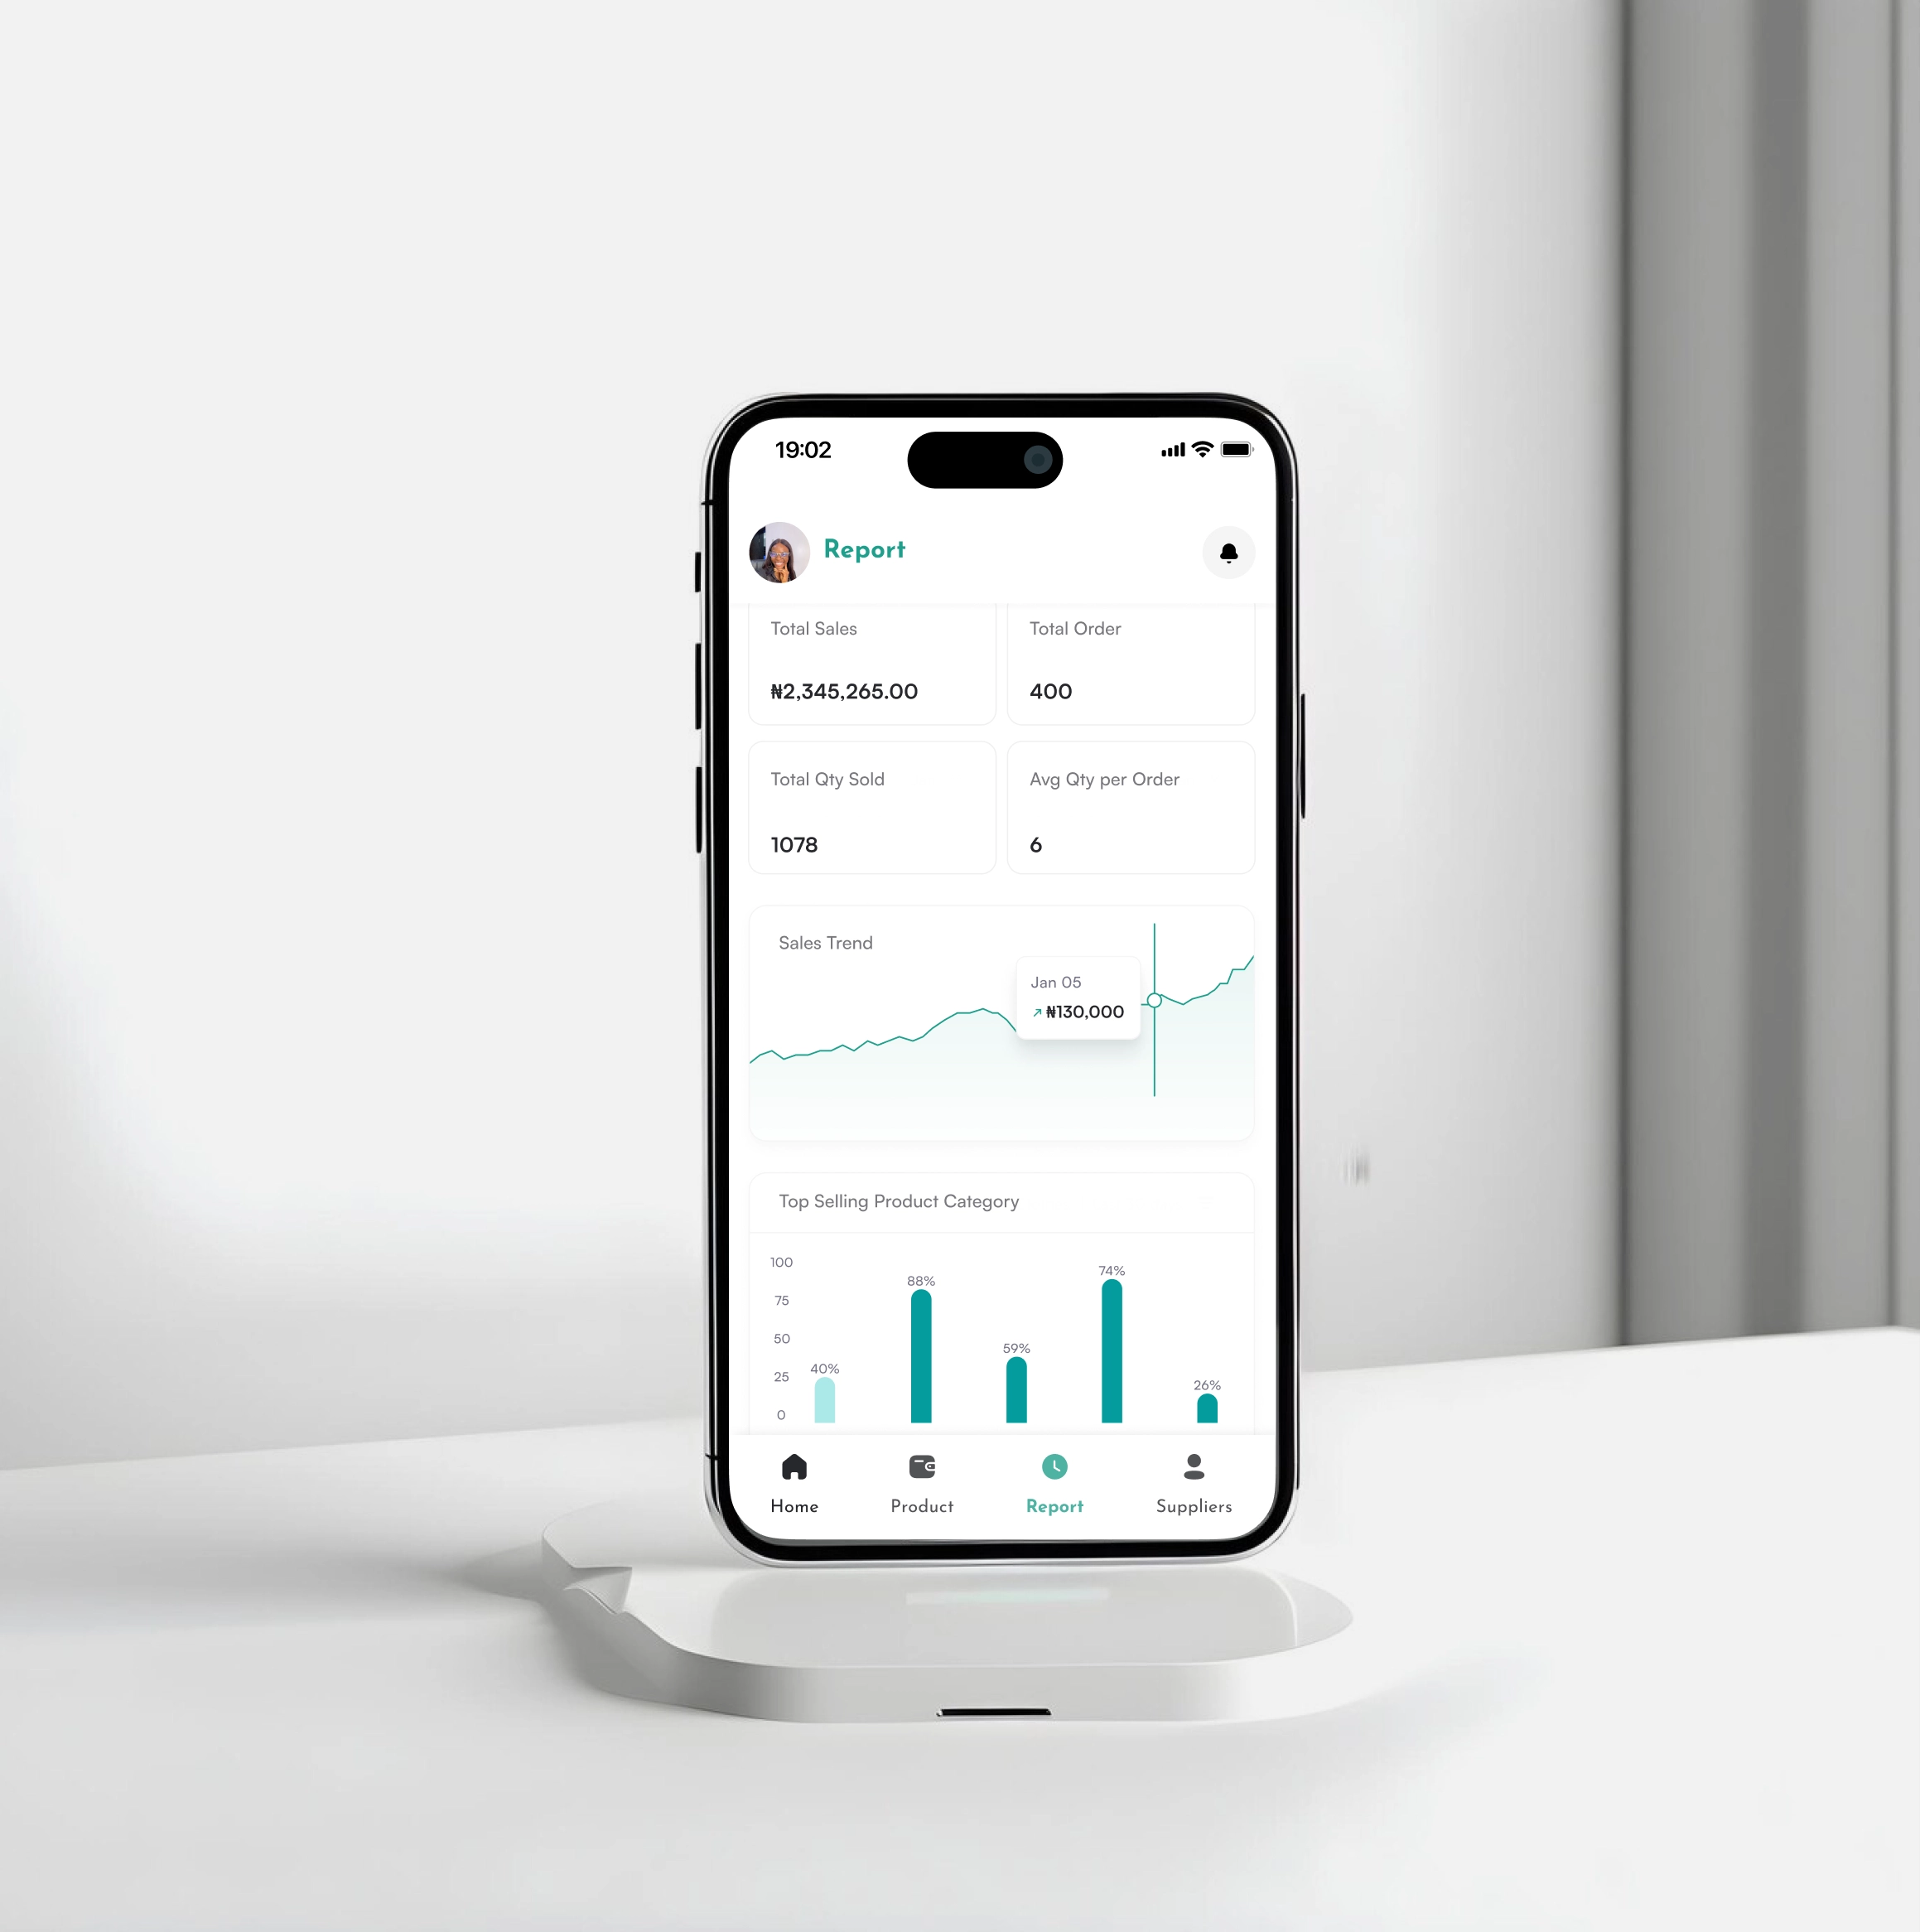 19:02
Report
Total Sales
₦2,345,265.00
Total Order
400
Total Qty Sold
1078
Avg Qty per Order
6
Sales Trend
Jan 05
₦130,000
Top Selling Product Category
100
75
50
25
0
40%
88%
59%
74%
26%
Home
Product
Report
Suppliers